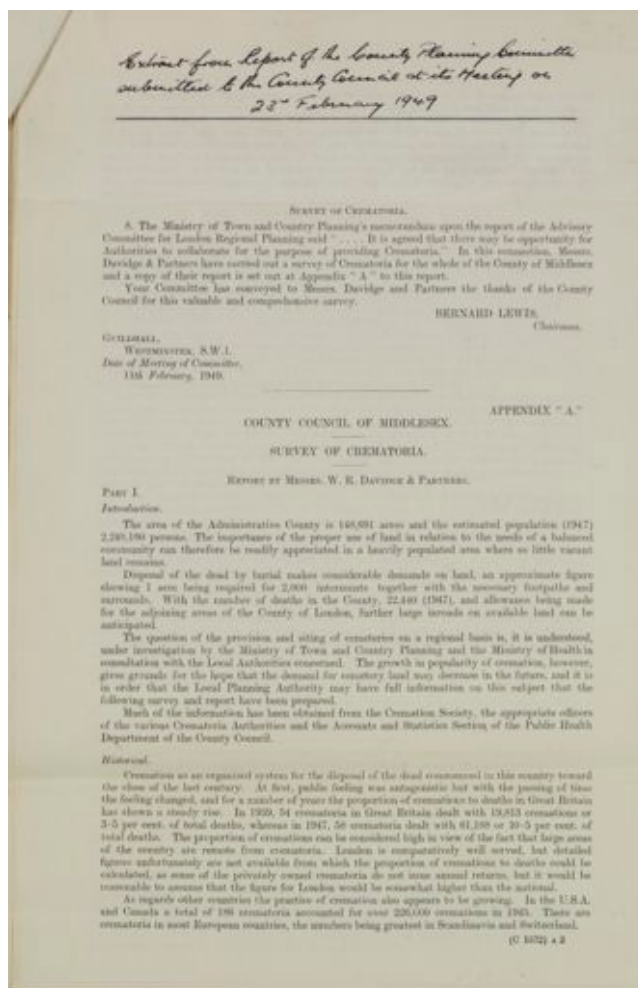 Extract from Report of the County Planning Committee
submitted to the County Council at its Meeting on
23rd February 1949
SURVEY OF CREMATORIA.
8. The Ministry of Town and Country Planning's memorandum upon the report of the Advisory
Committee for London Regional Planning said " . . . . It is agreed that there may be opportunity for
Authorities to collaborate for the purpose of providing Crematoria." In this connection, Messrs.
Davidge & Partners have carried out a survey of Crematoria for the whole of the County of Middlesex
and a copy of their report is set out at Appendix " A " to this report.
Your Committee has conveyed to Messrs. Davidge and Partners the thanks of the County
Council for this valuable and comprehensive survey.
BERNARD LEWIS,
Chairman.
GUILDHALL,
WESTMINSTER, S.W.1.
Date of Meeting of Committee,
11th February, 1949.
APPENDIX " A."
COUNTY COUNCIL OF MIDDLESEX.
SURVEY OF CREMATORIA.
REPORT BY MESSRS. W. R. DAVIDGE & PARTNERS.
PART I.
Introduction.
The area of the Administrative County is 148,691 acres and the estimated population (1947)
persons. The importance of the proper use of land in relation to the needs of a balanced
community can therefore be readily appreciated in a heavily populated area where so little vacant
land remains.
Disposal of the dead by burial makes considerable demands on land, an approximate figure
shewing 1 acre being required for 2,000 interments together with the necessary footpaths and
surrounds. With the number of deaths in the County, 22,440 (1947), and allowance being made
for the adjoining areas of the County of London, further large inroads on available land can be
anticipated.
The question of the provision and siting of cemeteries on a regional basis is, it is understood,
under investigation by the Ministry of Town and Country Planning and the Ministry of Health in
consultation with the Local Authorities concerned. The growth in popularity of cremation, however,
gives grounds for the hope that the demand for cemetery land may decrease in the future, and it is
in order that the Local Planning Authority may have full information on this subject that the
following survey and report have been prepared.
Much of the information has been obtained from the Cremation Society, the appropriate officers
of the various Crematoria Authorities and the Accounts and Statistics Section of the Public Health
Department of the County Council.
Historical.
Cremation as an organised system for the disposal of the dead commenced in this country toward
the close of the last century. At first, public feeling was antagonistic but with the passing of time
the feeling changed, and for a number of years the proportion of cremations to deaths in Great Britain
has shown a steady rise. In 1939, 54 crematoria in Great Britain dealt with 19,813 cremations or
3·5 per cent. of total deaths, whereas in 1947, 58 crematoria dealt with or 10·5 per cent. of
total deaths. The proportion of cremations can be considered high in view of the fact that large areas
of the country are remote from crematoria. London is comparatively well served, but detailed
figures unfortunately are not available from which the proportion of cremations to deaths could be
calculated, as some of the privately owned crematoria do not issue annual returns, but it would be
reasonable to assume that the figure for London would be somewhat higher than the national.
As regards other countries the practice of cremation also appears to be growing. In the U.S.A.
and Canada a total of 186 crematoria accounted for over 220,000 cremations in 1945. There are
crematoria in most European countries, the numbers being greatest in Scandinavia and Switzerland.
(C 1672) A 2